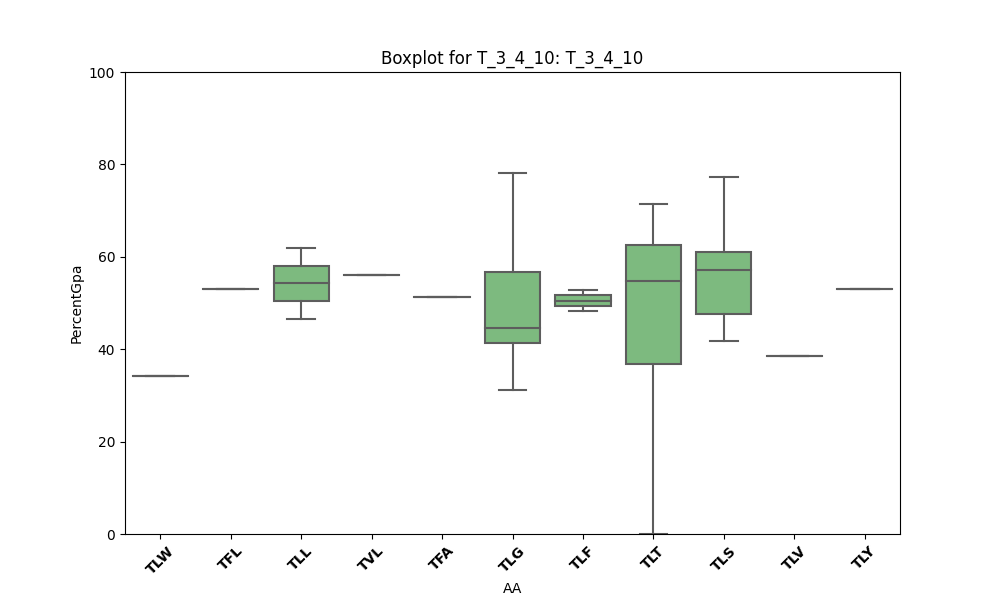 Boxplot for T_3_4_10: T_3_4_10
PercentGpa
100
80
60
40
20
0
TLW TFL TLL TVL TFA TLG TLF TLT TLS TLV TLY
AA